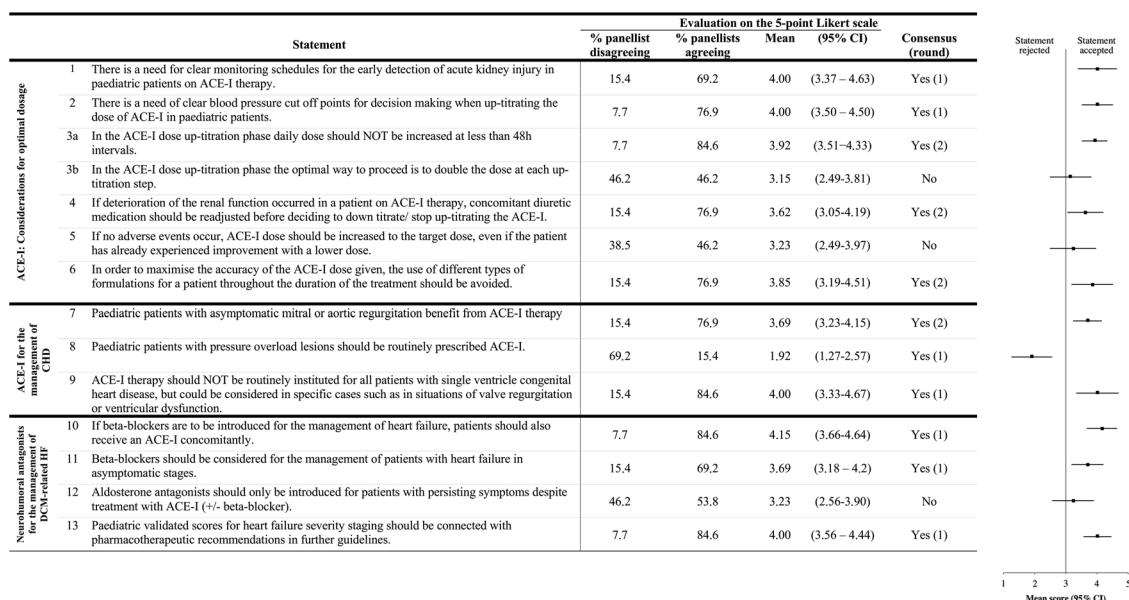 Evaluation on the 5-point Likert scale
Statement % panellist disagreeing % panellists agreeing Mean (95% CI) Consensus (round)
Statement rejected Statement accepted
ACE-I: Considerations for optimal dosage
1 There is a need for clear monitoring schedules for the early detection of acute kidney injury in
paediatric patients on ACE-I therapy.
15.4 69.2 4.00 (3.37 – 4.63) Yes (1)
2 There is a need of clear blood pressure cut off points for decision making when up-titrating the
dose of ACE-I in paediatric patients.
7.7 76.9 4.00 (3.50 – 4.50) Yes (1)
3a In the ACE-I dose up-titration phase daily dose should NOT be increased at less than 48h
intervals.
7.7 84.6 3.92 (3.51–4.33) Yes (2)
3b In the ACE-I dose up-titration phase the optimal way to proceed is to double the dose at each up-
titration step.
46.2 46.2 3.15 (2.49-3.81) No
4 If deterioration of the renal function occurred in a patient on ACE-I therapy, concomitant diuretic
medication should be readjusted before deciding to down titrate/ stop up-titrating the ACE-I.
15.4 76.9 3.62 (3.05-4.19) Yes (2)
5 If no adverse events occur, ACE-I dose should be increased to the target dose, even if the patient
has already experienced improvement with a lower dose.
38.5 46.2 3.23 (2.49-3.97) No
6 In order to maximise the accuracy of the ACE-I dose given, the use of different types of
formulations for a patient throughout the duration of the treatment should be avoided.
15.4 76.9 3.85 (3.19-4.51) Yes (2)
ACE-I for the
management of
CHD
7 Paediatric patients with asymptomatic mitral or aortic regurgitation benefit from ACE-I therapy
15.4 76.9 3.69 (3,23-4.15) Yes (2)
8 Paediatric patients with pressure overload lesions should be routinely prescribed ACE-I.
69.2 15.4 1.92 (1,27-2.57) Yes (1)
9 ACE-I therapy should NOT be routinely instituted for all patients with single ventricle congenital
heart disease, but could be considered in specific cases such as in situations of valve regurgitation
or ventricular dysfunction.
15.4 84.6 4.00 (3.33-4.67) Yes (1)
Neurohumoral antagonists
for the management of
DCM-related HF
10 If beta-blockers are to be introduced for the management of heart failure, patients should also
receive an ACE-I concomitantly.
7.7 84.6 4.15 (3.66-4.64) Yes (1)
11 Beta-blockers should be considered for the management of patients with heart failure in
asymptomatic stages.
15.4 69.2 3.69 (3.18 – 4.2) Yes (1)
12 Aldosterone antagonists should only be introduced for patients with persisting symptoms despite
treatment with ACE-I (+/- beta-blocker).
46.2 53.8 3.23 (2.56-3.90) No
13 Paediatric validated scores for heart failure severity staging should be connected with
pharmacotherapeutic recommendations in further guidelines.
7.7 84.6 4.00 (3.56 – 4.44) Yes (1)
1 2 3 4 5
Mean score (95% CI)